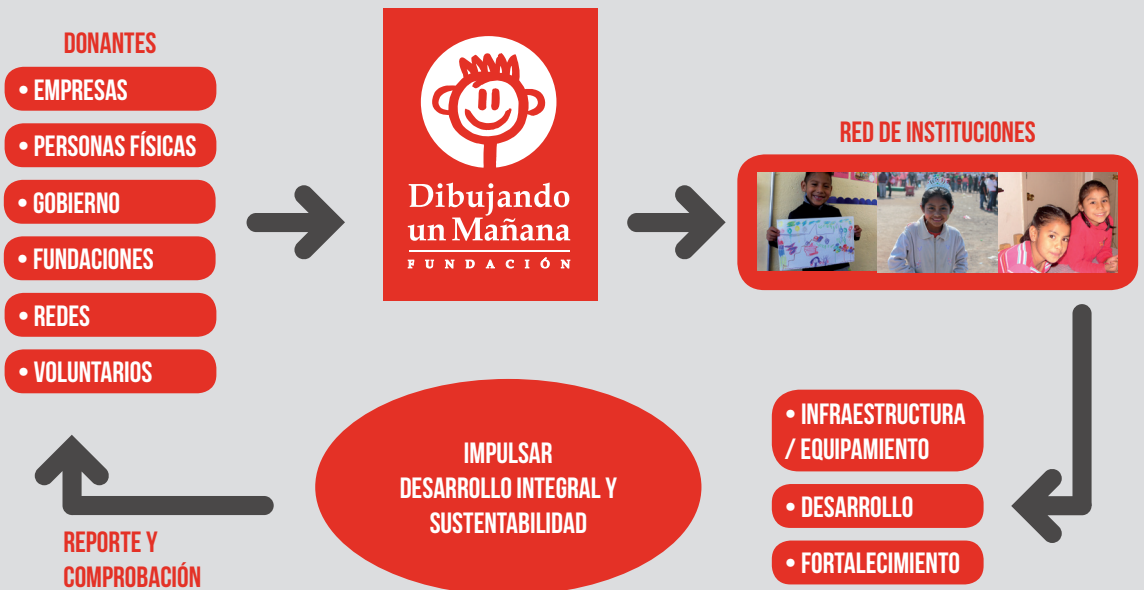 DONANTES
• EMPRESAS
• PERSONAS FÍSICAS
• GOBIERNO
• FUNDACIONES
• REDES
• VOLUNTARIOS
Dibujando
un Mañana
FUNDACIÓN
RED DE INSTITUCIONES
• INFRAESTRUCTURA
/ EQUIPAMIENTO
• DESARROLLO
• FORTALECIMIENTO
IMPULSAR
DESARROLLO INTEGRAL Y
SUSTENTABILIDAD
REPORTE Y
COMPROBACIÓN